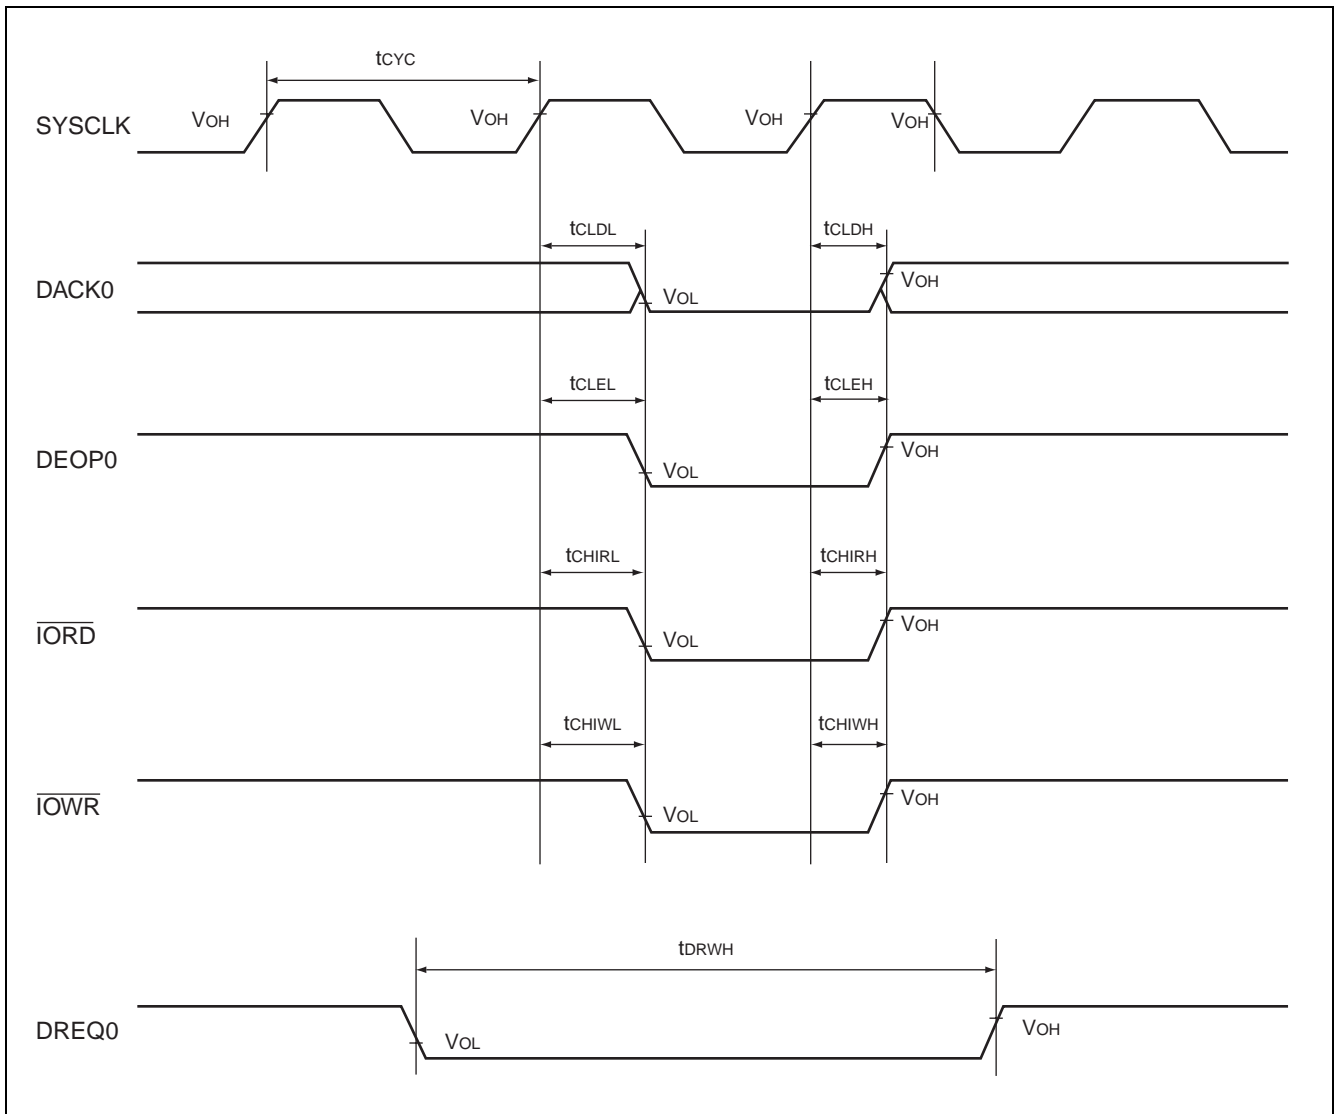 tCYC
SYSCLK VOH VOH VOH VOH
tCLDL tCLDH
DACK0 VOL VOH
tCLEL tCLEH
DEOP0 VOL VOH
tCHIRL tCHIRH
IORD VOL VOH
tCHIWL tCHIWH
IOWR VOL VOH
tDRWH
DREQ0 VOL VOH